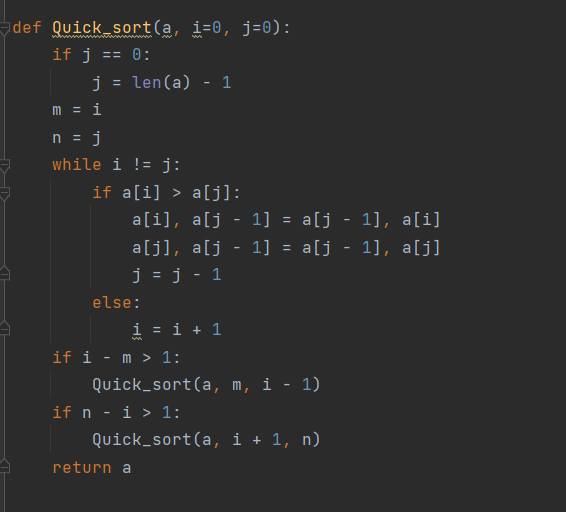 def Quick_sort(a, i=0, j=0):
    if j == 0:
        j = len(a) - 1
    m = i
    n = j
    while i != j:
        if a[i] > a[j]:
            a[i], a[j - 1] = a[j - 1], a[i]
            a[j], a[j - 1] = a[j - 1], a[j]
            j = j - 1
        else:
            i = i + 1
    if i - m > 1:
        Quick_sort(a, m, i - 1)
    if n - i > 1:
        Quick_sort(a, i + 1, n)
    return a